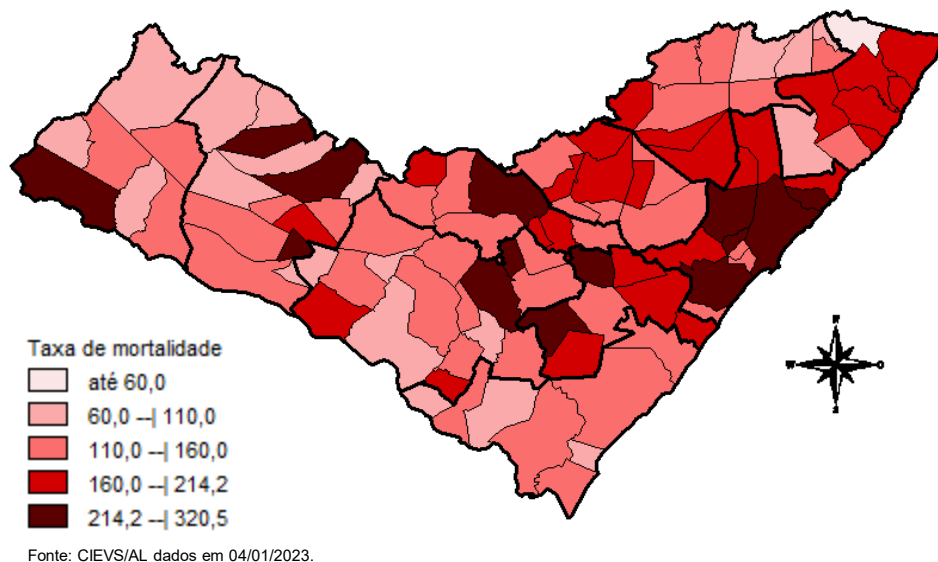 Taxa de mortalidade
até 60,0
60,0 --| 110,0
110,0 --| 160,0
160,0 --| 214,2
214,2 --| 320,5
Fonte: CIEVS/AL dados em 04/01/2023.